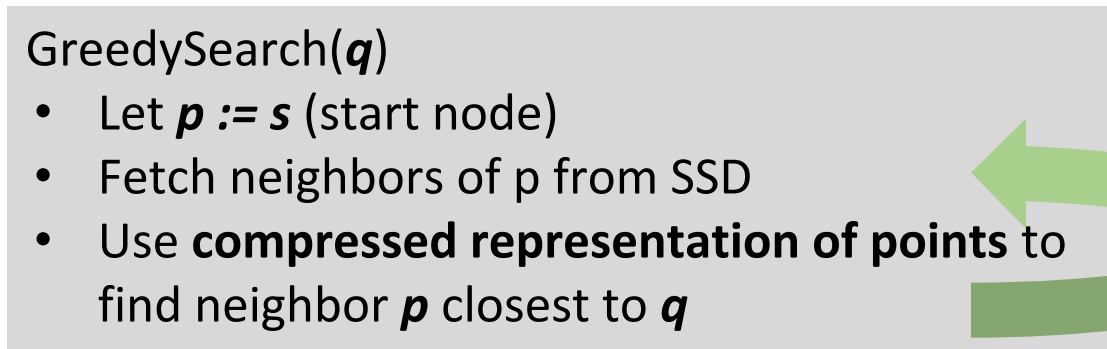 GreedySearch(q)
• Let p := s (start node)
• Fetch neighbors of p from SSD
• Use compressed representation of points to
find neighbor p closest to q